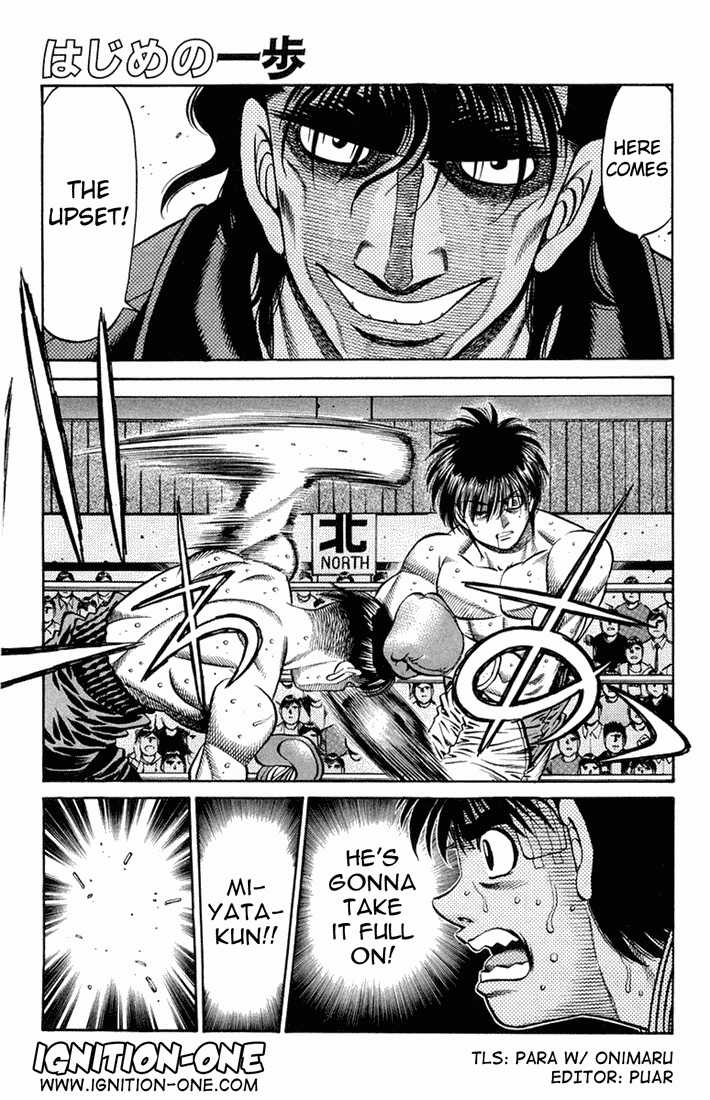 はじめの一歩
HERE
COMES
THE
UPSET!
北
NORTH
HE'S
GONNA
TAKE
IT FULL
ON!
MI-
YATA-
KUN!!
IGNITION-ONE
WWW.IGNITION-ONE.COM
TLS: PARA W/ ONIMARU
EDITOR: PUAR